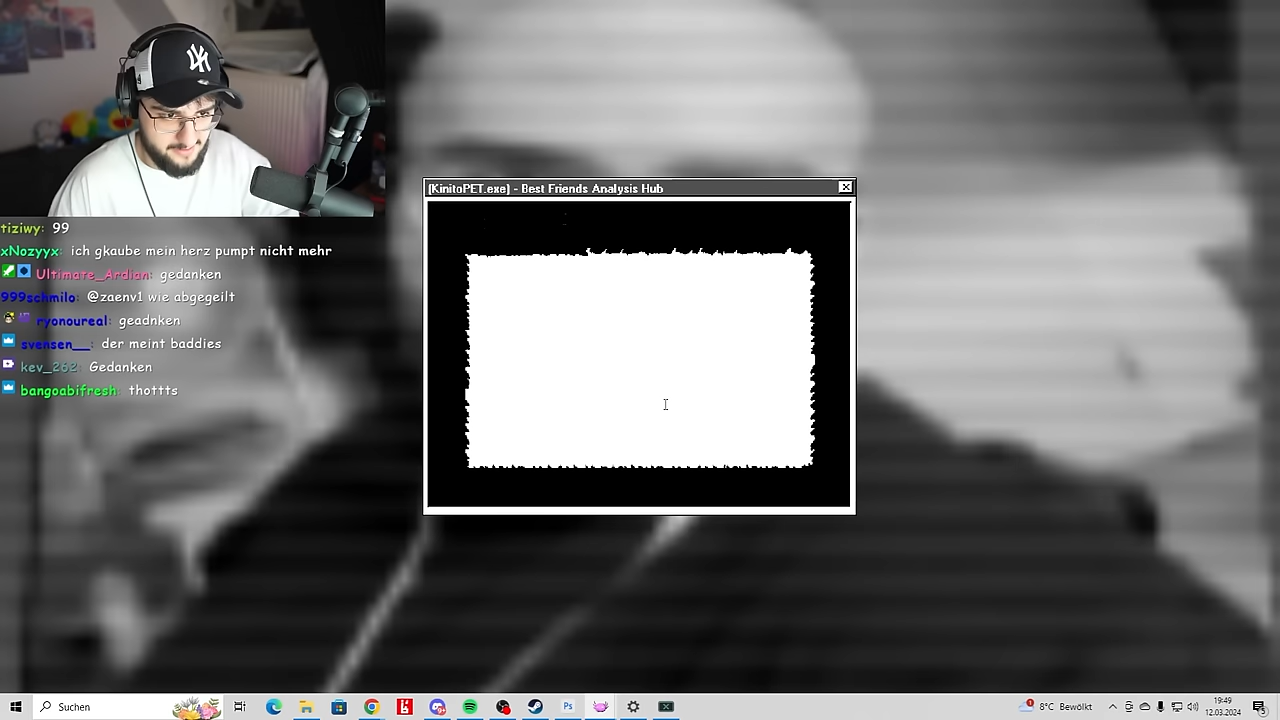 [KinitoPET.exe] - Best Friends Analysis Hub
tiziwy: 99
xNozyyx: ich gkaube mein herz pumpt nicht mehr
Ultimate_Ardian: gedanken
999schmilo: @zaenv1 wie abgegeilt
ryonoureal: geadnken
svensen__: der meint baddies
kev_262: Gedanken
bangoabifresh: thottts
Suchen
Ps
8°C Bewölkt
19:49
12.03.2024